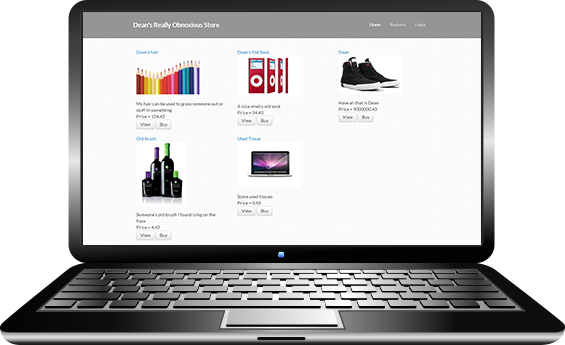 Dean's Really Obnoxious Store
Home Register Login
Dean's hair
My hair can be used to gross someone out or
stuff in something
Price = 154.43
View Buy
Dean's Old Sock
A nice smelly old sock
Price = 54.43
View Buy
Dean
Have all that is Dean
Price = 9000000.43
View Buy
Old Brush
Someone's old brush I found lying on the
floor
Price = 4.43
View Buy
Used Tissue
Some used tissues
Price = 0.43
View Buy